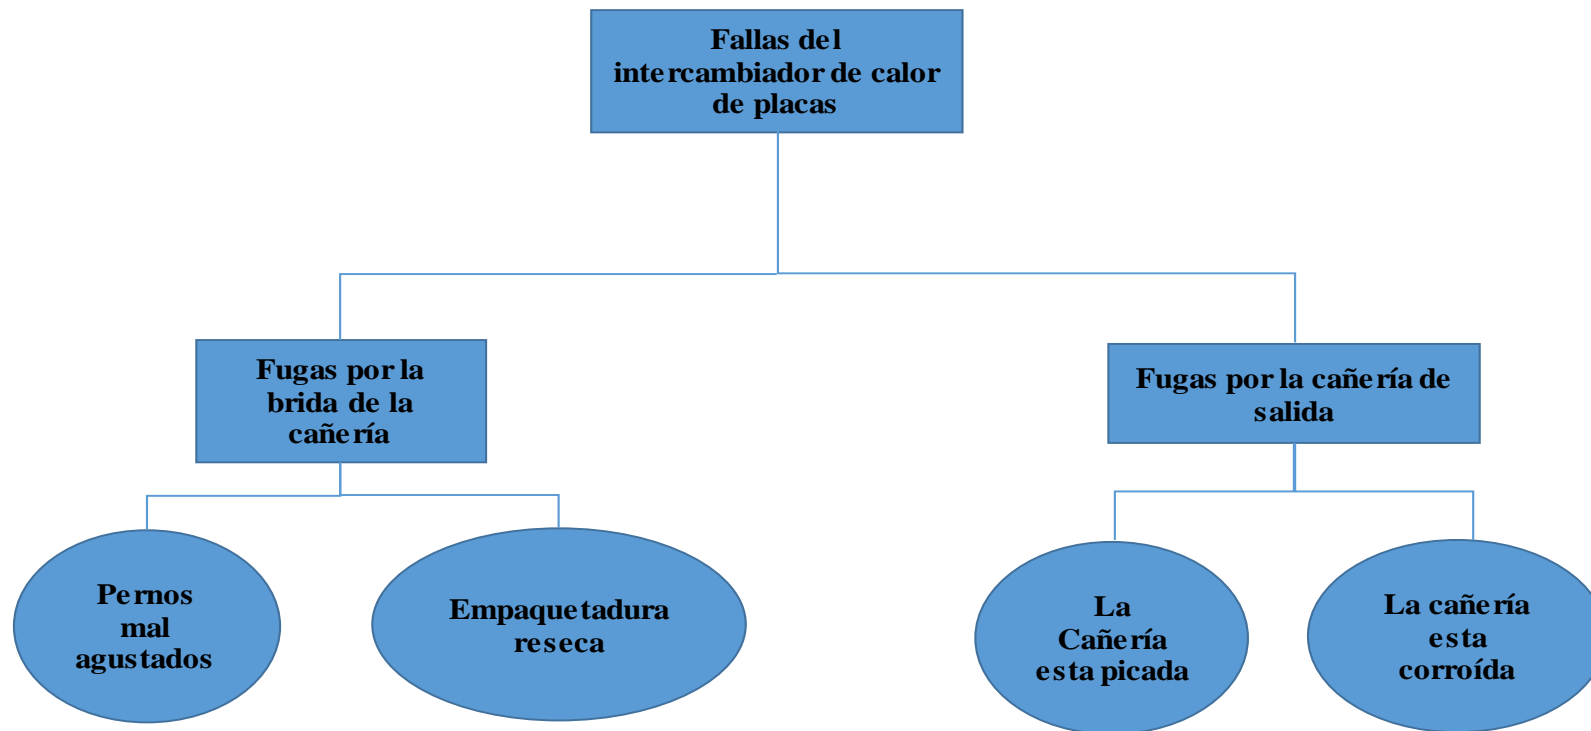 Fallas del
intercambiador de calor
de placas
Fugas por la
brida de la
cañería
Fugas por la cañería de
salida
Pernos
mal
agustados
Empaquetadura
reseca
La
Cañería
esta picada
La cañería
esta
corroída